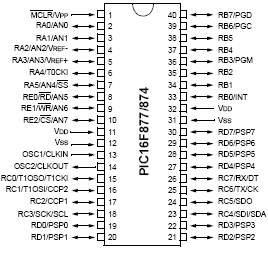 MCLR/VPP 1 40 RB7/PGD
RA0/AN0 2 39 RB6/PGC
RA1/AN1 3 38 RB5
RA2/AN2/VREF- 4 37 RB4
RA3/AN3/VREF+ 5 36 RB3/PGM
RA4/T0CKI 6 35 RB2
RA5/AN4/SS 7 34 RB1
RE0/RD/AN5 8 33 RB0/INT
RE1/WR/AN6 9 32 VDD
RE2/CS/AN7 10 31 VSS
VDD 11 30 RD7/PSP7
VSS 12 29 RD6/PSP6
OSC1/CLKIN 13 28 RD5/PSP5
OSC2/CLKOUT 14 27 RD4/PSP4
RC0/T1OSO/T1CKI 15 26 RC7/RX/DT
RC1/T1OSI/CCP2 16 25 RC6/TX/CK
RC2/CCP1 17 24 RC5/SDO
RC3/SCK/SCL 18 23 RC4/SDI/SDA
RD0/PSP0 19 22 RD3/PSP3
RD1/PSP1 20 21 RD2/PSP2
PIC16F877/874